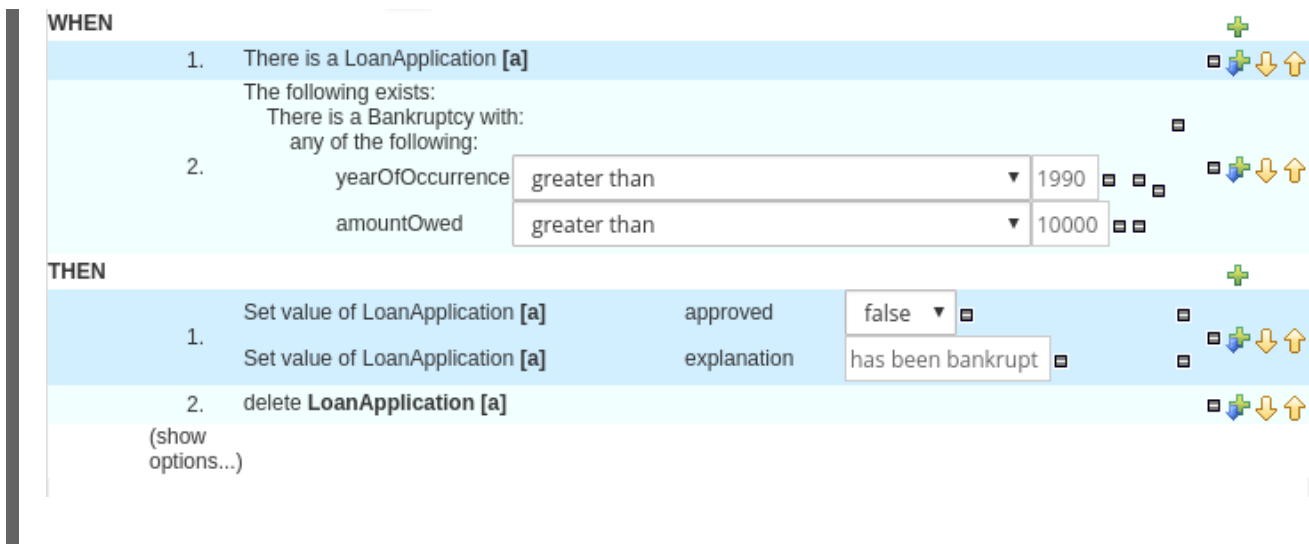 WHEN
1. There is a LoanApplication [a]
The following exists:
There is a Bankruptcy with:
any of the following:
2.
yearOfOccurrence greater than 1990
amountOwed greater than 10000
THEN
1.
Set value of LoanApplication [a] approved false
Set value of LoanApplication [a] explanation has been bankrupt
2. delete LoanApplication [a]
(show
options...)